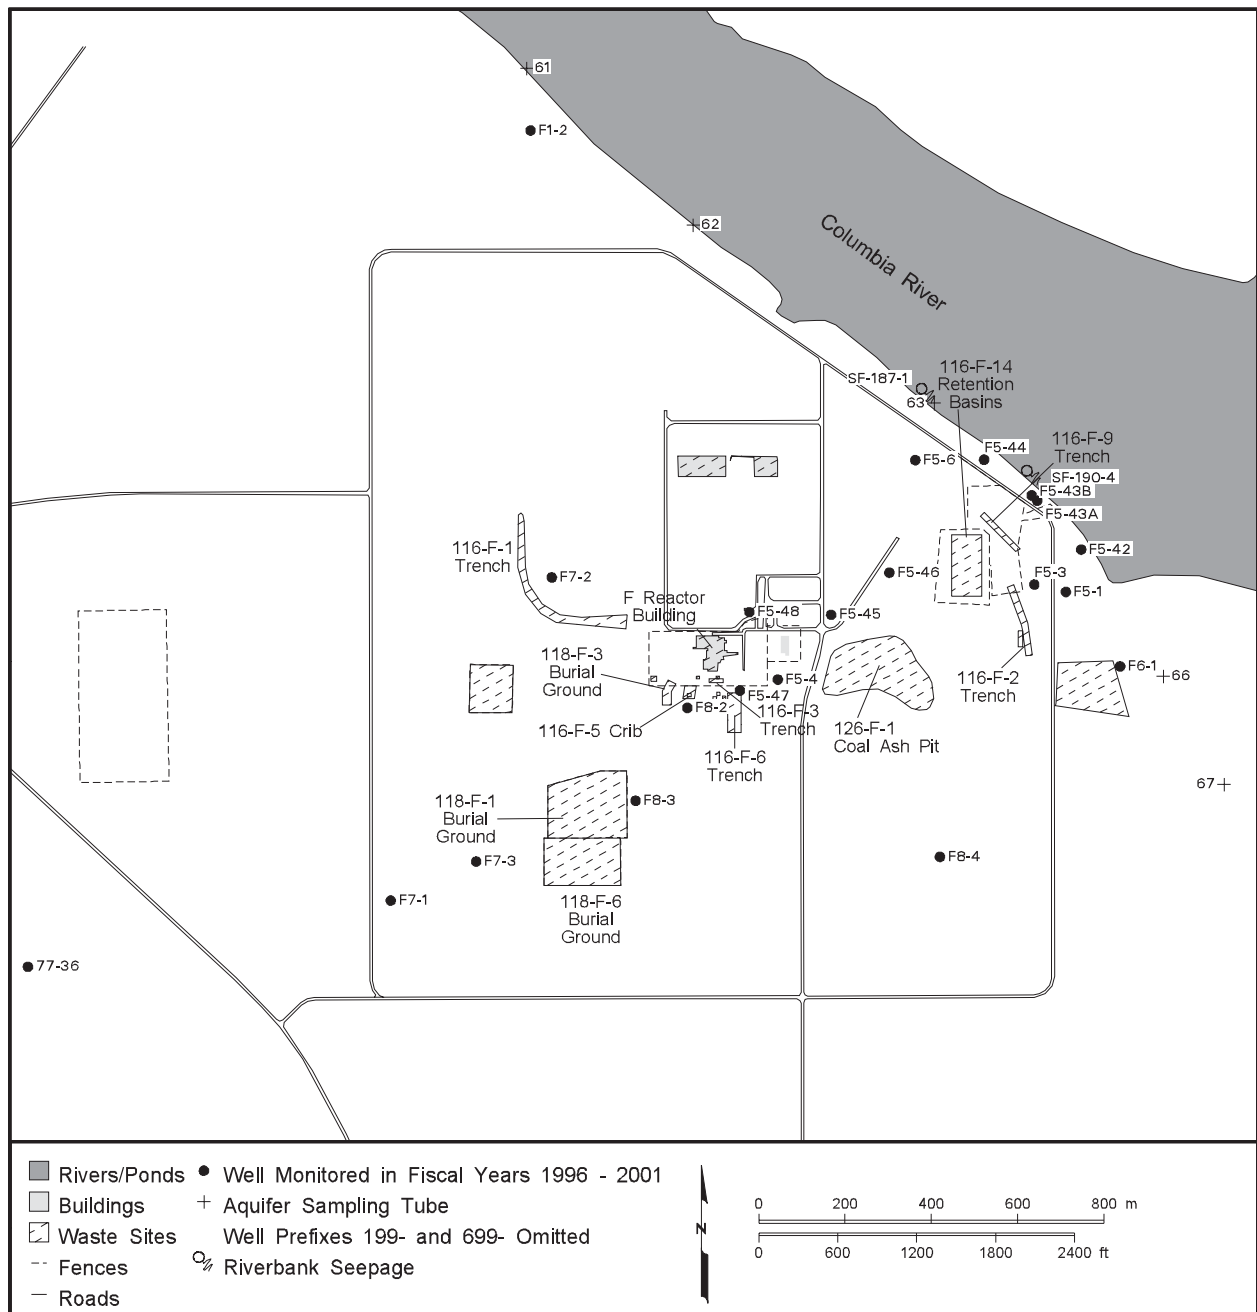 61
F1-2
62
Columbia River
SF-187-1
116-F-14
Retention
Basins
63
F5-44
116-F-9
Trench
F5-6
SF-190-4
F5-43B
F5-43A
116-F-1
Trench
F5-42
F7-2
F5-46
F5-3
F5-1
F Reactor
Building
F5-48
F5-45
118-F-3
Burial
Ground
F6-1
66
116-F-2
Trench
F5-4
F5-47
F8-2
116-F-3
Trench
116-F-5 Crib
126-F-1
Coal Ash Pit
116-F-6
Trench
67
118-F-1
Burial
Ground
F8-3
F7-3
F8-4
F7-1
118-F-6
Burial
Ground
77-36
Rivers/Ponds
Buildings
Waste Sites
Fences
Roads
Well Monitored in Fiscal Years 1996 - 2001
Aquifer Sampling Tube
Well Prefixes 199- and 699- Omitted
Riverbank Seepage
N
0 200 400 600 800 m
0 600 1200 1800 2400 ft